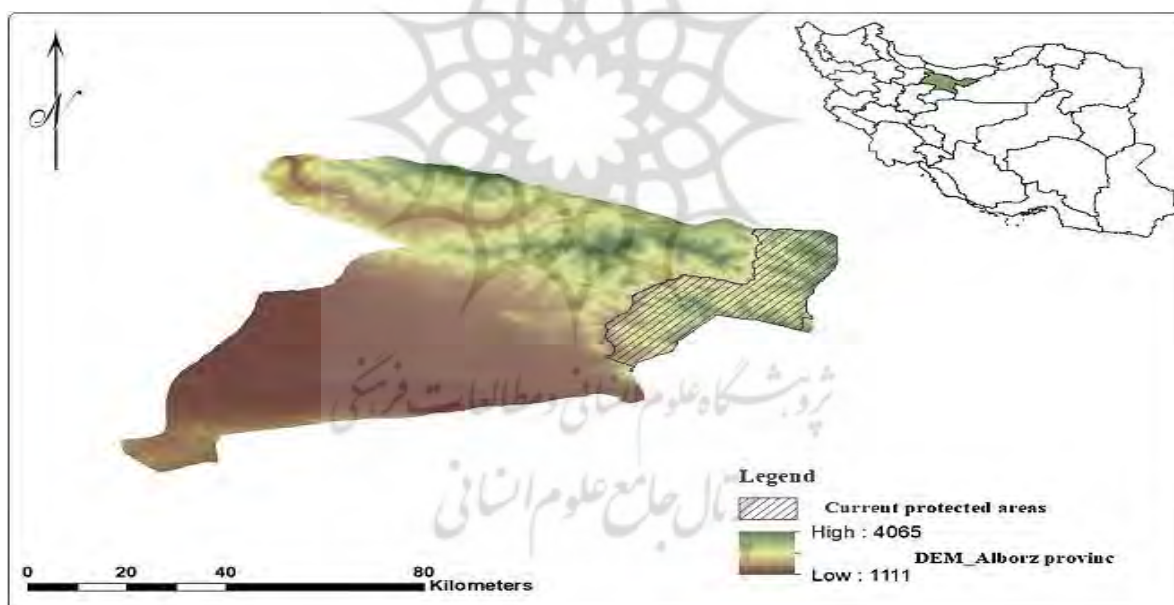 N
پژوهشگاه علوم انسانی و مطالعات فرهنگی
پرتال جامع علوم انسانی
Legend
Current protected areas
High : 4065
DEM_Alborz provinc
Low : 1111
0 20 40 80
Kilometers